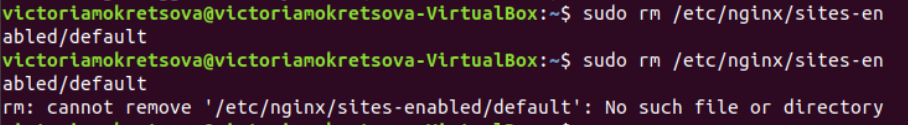 victoriamokretsova@victoriamokretsova-VirtualBox:~$ sudo rm /etc/nginx/sites-en
abled/default
victoriamokretsova@victoriamokretsova-VirtualBox:~$ sudo rm /etc/nginx/sites-en
abled/default
rm: cannot remove '/etc/nginx/sites-enabled/default': No such file or directory